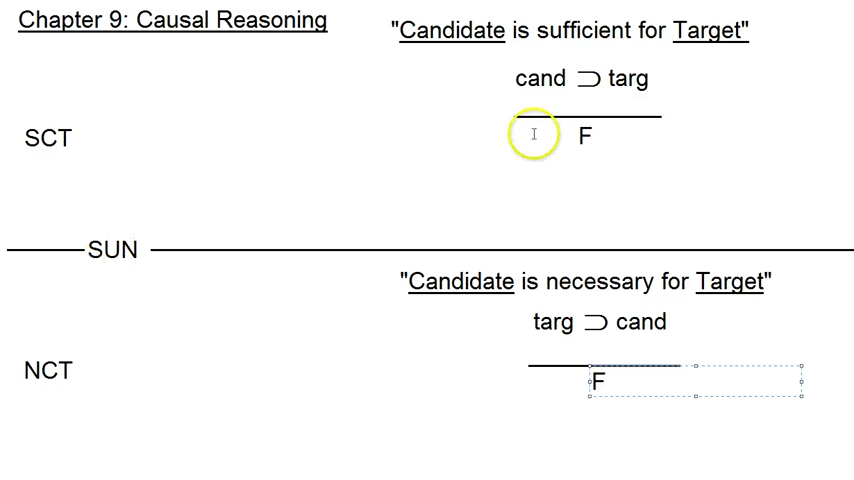 Chapter 9: Causal Reasoning
"Candidate is sufficient for Target"
cand ⊃ targ
F
SCT
SUN
"Candidate is necessary for Target"
targ ⊃ cand
F
NCT